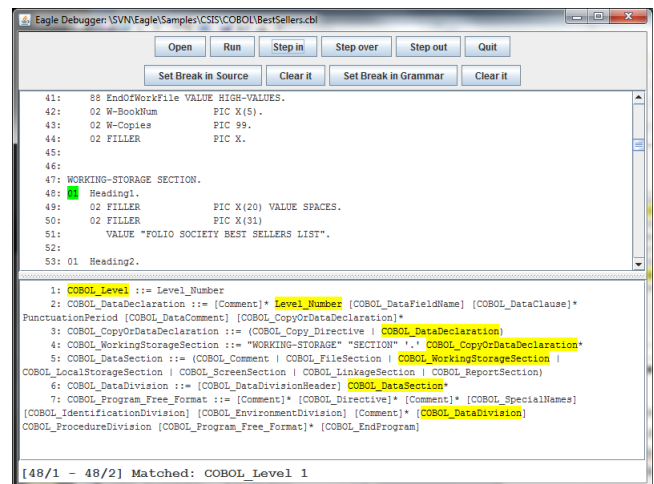 Eagle Debugger: \SVN\Eagle\Samples\CSIS\COBOL\BestSellers.cbl
Open Run Step in Step over Step out Quit
Set Break in Source Clear it Set Break in Grammar Clear it
41: 88 EndOfWorkFile VALUE HIGH-VALUES.
42: 02 W-BookNum PIC X(5).
43: 02 W-Copies PIC 99.
44: 02 FILLER PIC X.
45:
46:
47: WORKING-STORAGE SECTION.
48: 01 Heading1.
49: 02 FILLER PIC X(20) VALUE SPACES.
50: 02 FILLER PIC X(31)
51: VALUE "FOLIO SOCIETY BEST SELLERS LIST".
52:
53: 01 Heading2.
1: COBOL_Level ::= Level_Number
2: COBOL_DataDeclaration ::= [Comment]* Level_Number [COBOL_DataFieldName] [COBOL_DataClause]*
PunctuationPeriod [COBOL_DataComment] [COBOL_CopyOrDataDeclaration]*
3: COBOL_CopyOrDataDeclaration ::= (COBOL_Copy_Directive | COBOL_DataDeclaration)
4: COBOL_WorkingStorageSection ::= "WORKING-STORAGE" "SECTION" '.' COBOL_CopyOrDataDeclaration*
5: COBOL_DataSection ::= (COBOL_Comment | COBOL_FileSection | COBOL_WorkingStorageSection |
COBOL_LocalStorageSection | COBOL_ScreenSection | COBOL_LinkageSection | COBOL_ReportSection)
6: COBOL_DataDivision ::= [COBOL_DataDivisionHeader] COBOL_DataSection*
7: COBOL_Program_Free_Format ::= [Comment]* [COBOL_Directive]* [Comment]* [COBOL_SpecialNames]
[COBOL_IdentificationDivision] [COBOL_EnvironmentDivision] [Comment]* [COBOL_DataDivision]
COBOL_ProcedureDivision [COBOL_Program_Free_Format]* [COBOL_EndProgram]
[48/1 - 48/2] Matched: COBOL_Level 1